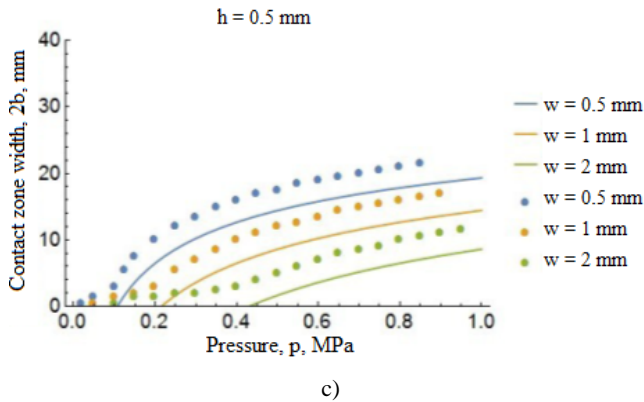 h = 0.5 mm
Contact zone width, 2b, mm
40
30
20
10
0
0.0 0.2 0.4 0.6 0.8 1.0
Pressure, p, MPa
w = 0.5 mm
w = 1 mm
w = 2 mm
w = 0.5 mm
w = 1 mm
w = 2 mm
c)